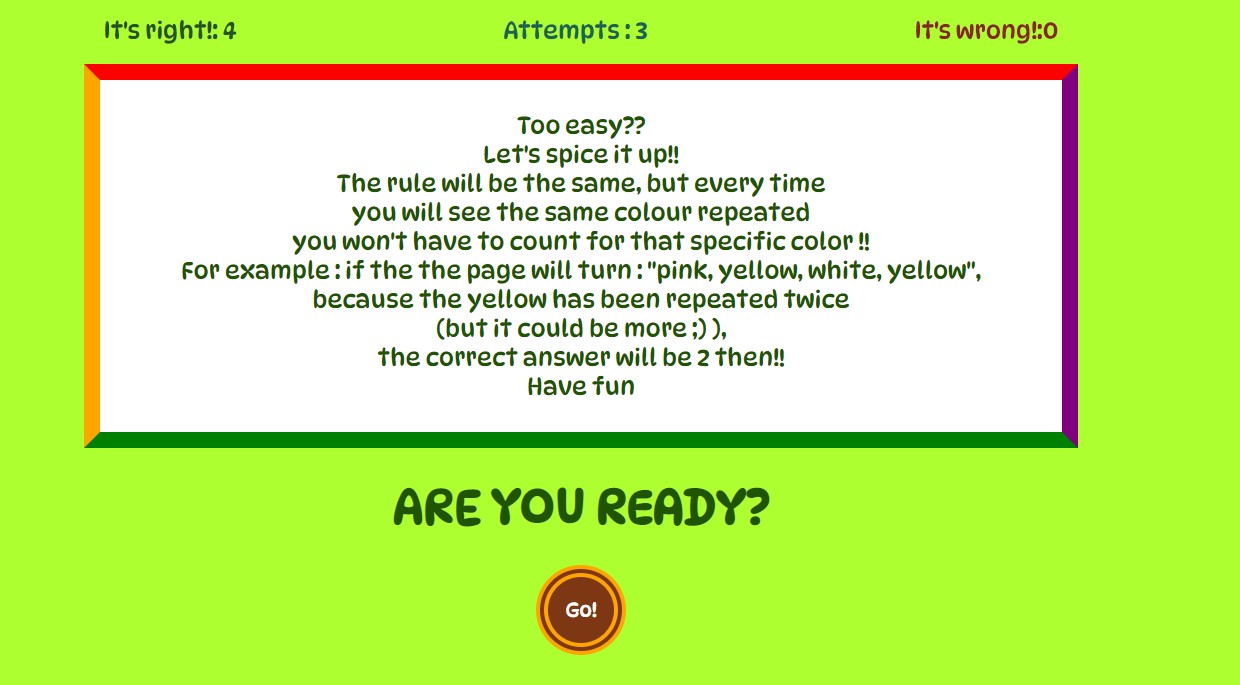 It's right!: 4
Attempts : 3
It's wrong!:0
Too easy??
Let's spice it up!!
The rule will be the same, but every time
you will see the same colour repeated
you won't have to count for that specific color !!
For example : if the the page will turn : "pink, yellow, white, yellow",
because the yellow has been repeated twice
(but it could be more ;) ),
the correct answer will be 2 then!!
Have fun
ARE YOU READY?
Go!